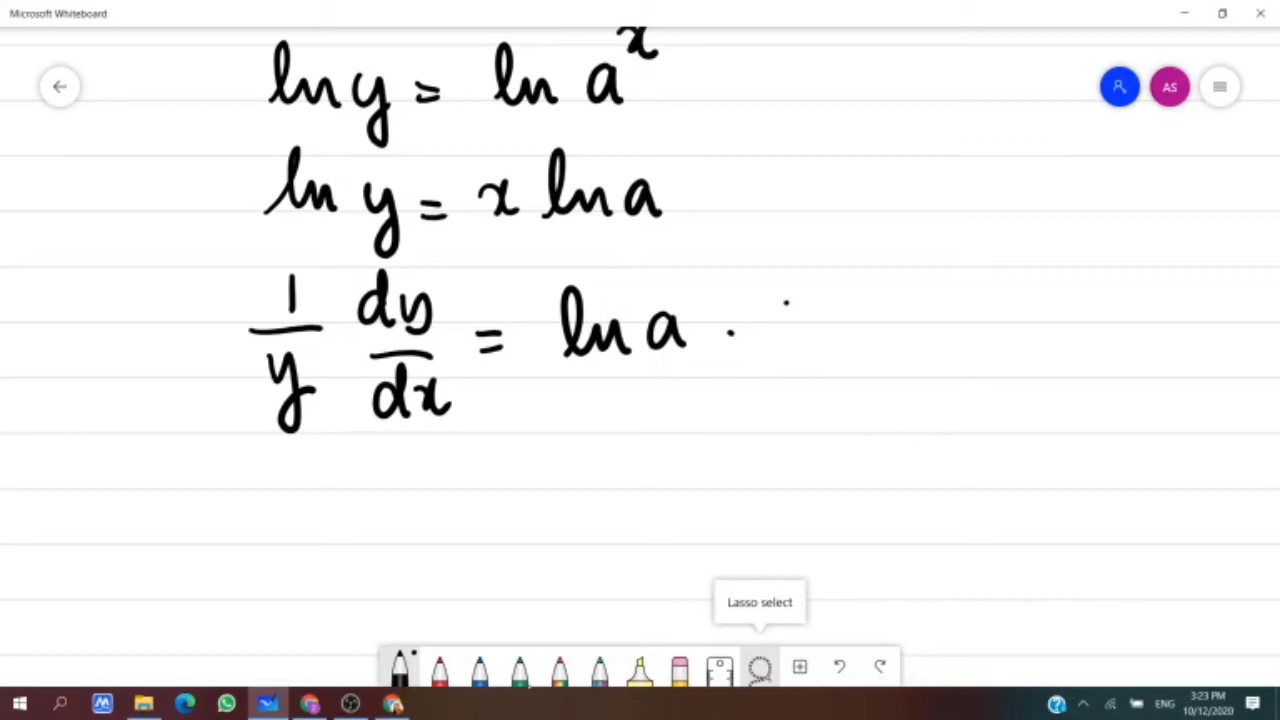 Microsoft Whiteboard
ln y = ln a^x
AS
ln y = x ln a
1/y dy/dx = ln a .
Lasso select
ENG
3:23 PM
10/12/2020